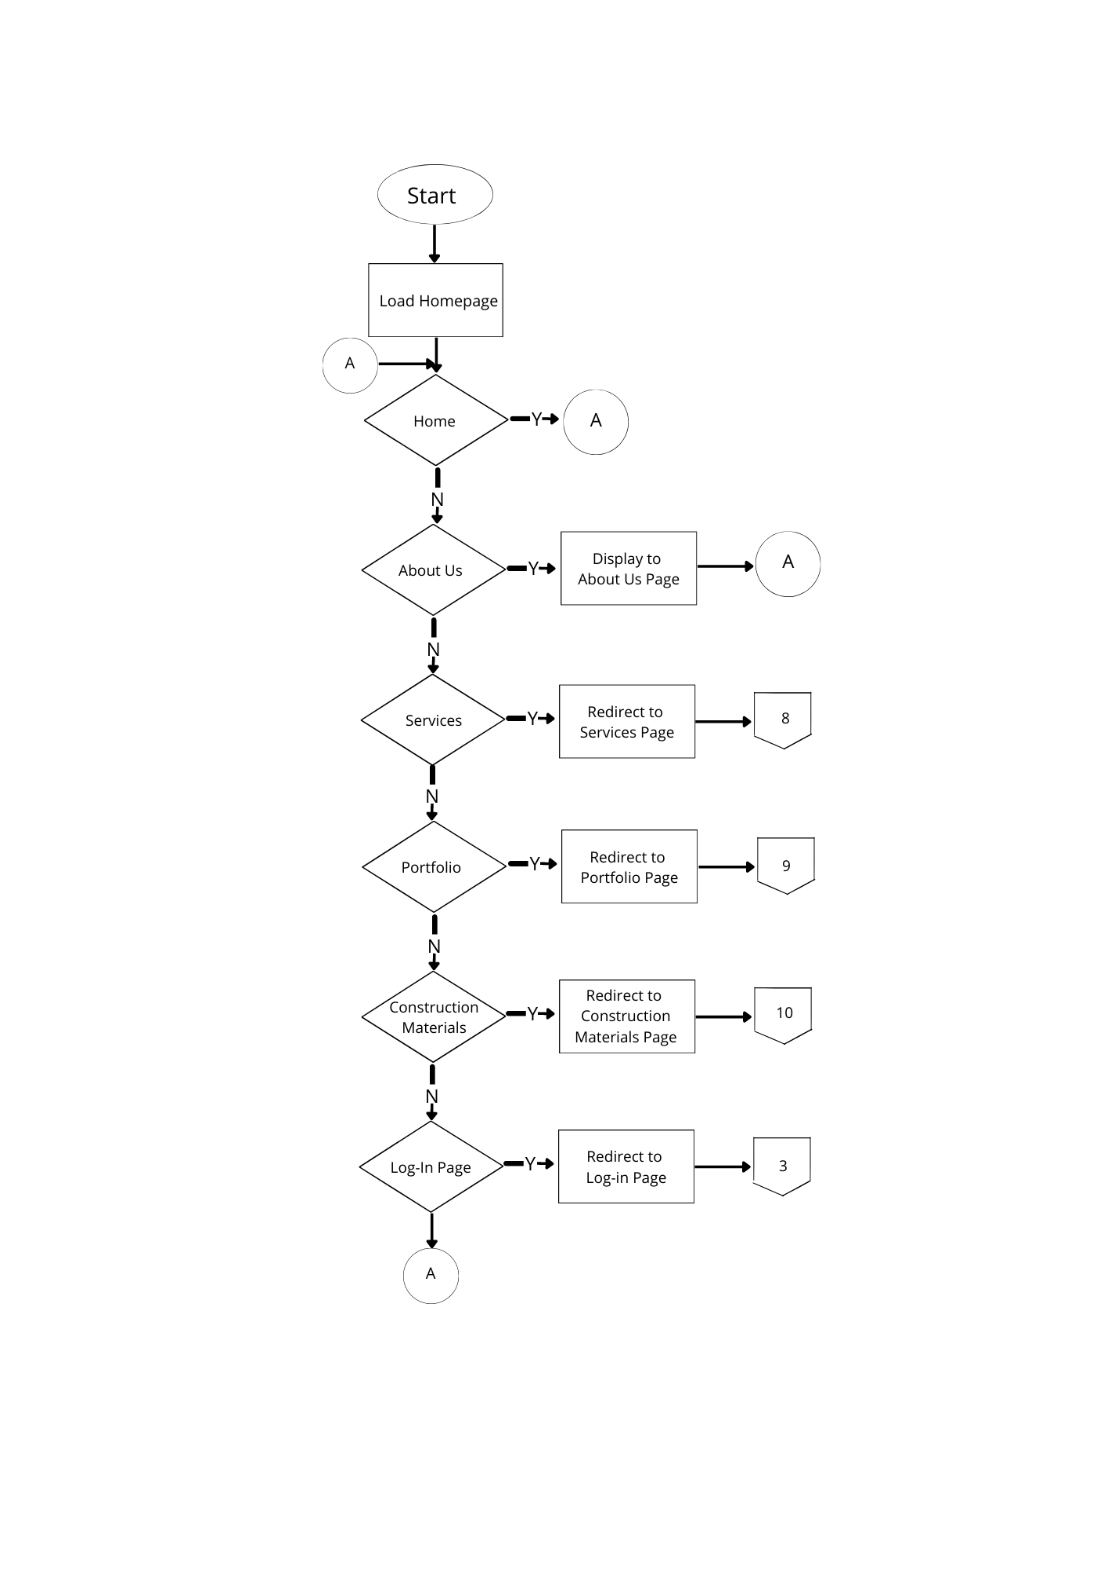 Start
Load Homepage
A
Home
Y
A
N
About Us
Y
Display to
About Us Page
A
N
Services
Y
Redirect to
Services Page
8
N
Portfolio
Y
Redirect to
Portfolio Page
9
N
Construction
Materials
Y
Redirect to
Construction
Materials Page
10
N
Log-In Page
Y
Redirect to
Log-in Page
3
A